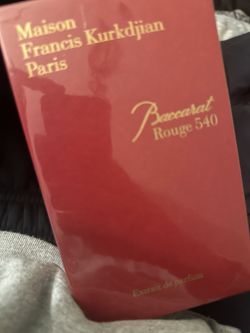 Maison
Francis Kurkdjian
Paris
Baccarat
Rouge 540
Extrait de parfum